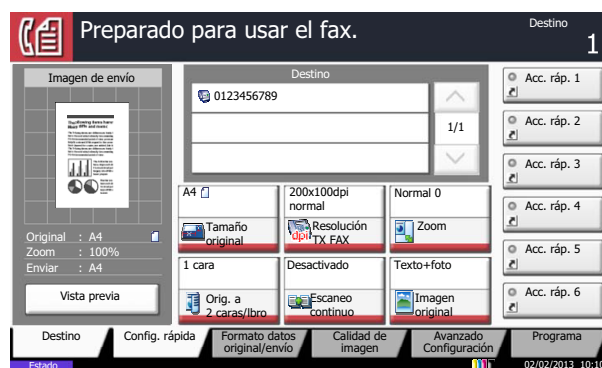 Preparado para usar el fax.
Destino
1
Imagen de envío
Original : A4
Zoom : 100%
Enviar : A4
Vista previa
Destino
0123456789
1/1
A4
Tamaño
original
200x100dpi
normal
dpi
Resolución
TX FAX
Normal 0
Zoom
1 cara
Orig. a
2 caras/lbro
Desactivado
Escaneo
continuo
Texto+foto
Imagen
original
Acc. ráp. 1
Acc. ráp. 2
Acc. ráp. 3
Acc. ráp. 4
Acc. ráp. 5
Acc. ráp. 6
Destino
Config. rápida
Formato datos
original/envío
Calidad de
imagen
Avanzado
Configuración
Programa
Estado
02/02/2013 10:10